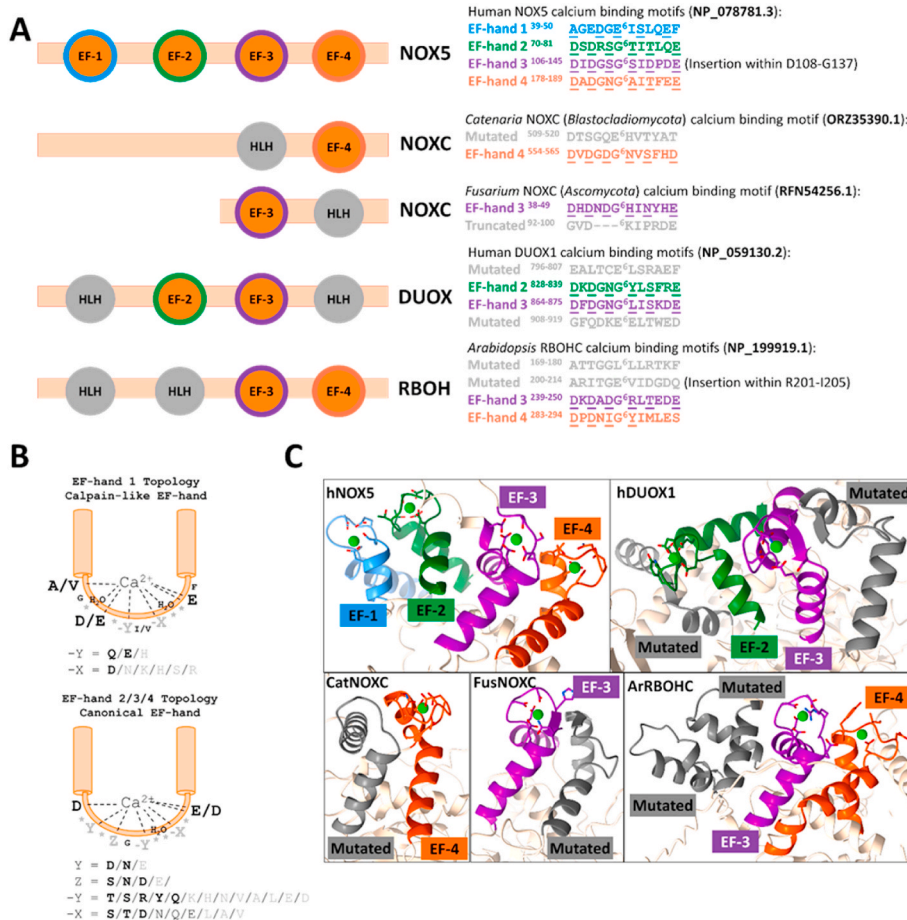 A
EF-1
EF-2
EF-3
EF-4
NOX5
Human NOX5 calcium binding motifs (NP_078781.3)
EF-hand 1 39-50 AGEDGE⁶ISLQEF
EF-hand 2 70-81 DSDRSG⁶TITLQE
EF-hand 3 106-145 DIDGSG⁶SIDPDE (Insertion within D108-G137)
EF-hand 4 178-189 DADGNG⁶AITFEE
HLH
EF-4
NOXC
Catenaria NOXC (Blastocladiomycota) calcium binding motif (ORZ35390.1)
Mutated 509-520 DTSGQE⁶HVTYAT
EF-hand 4 554-565 DVDGDG⁶NVSFHD
EF-3
HLH
NOXC
Fusarium NOXC (Ascomycota) calcium binding motif (RFN54256.1):
EF-hand 3 38-49 DHDNDG⁶HINYHE
Truncated 92-100 GVD---⁶KIPRDE
HLH
EF-2
EF-3
HLH
DUOX
Human DUOX1 calcium binding motifs (NP_059130.2)
Mutated 796-807 EALTCE⁶LSRAEF
EF-hand 2 828-839 DKDGNG⁶YLSFRE
EF-hand 3 864-875 DFDGNG⁶LISKDE
Mutated 908-919 GFQDKE⁶ELTWED
HLH
HLH
EF-3
EF-4
RBOH
Arabidopsis RBOHC calcium binding motifs (NP_199919.1):
Mutated 169-180 ATTGGL⁶LLRTKF
Mutated 200-214 ARITGE⁶VIDGDQ (Insertion within R201-I205)
EF-hand 3 239-250 DKDADG⁶RLTEDE
EF-hand 4 283-294 DPDNIG⁶YIMLES
B
EF-hand 1 Topology
Calpain-like EF-hand
Ca²⁺
A/V
G
H₂O
D/E
-Y
I/V
-X
H₂O
E
F
-Y = Q/E/H
-X = D/N/K/H/S/R
EF-hand 2/3/4 Topology
Canonical EF-hand
Ca²⁺
D
E/D
Y
Z
G
-Y
H₂O
-X
Y = D/N/E
Z = S/N/D/E/
-Y = T/S/R/Y/Q/K/H/N/V/A/L/E/D
-X = S/T/D/N/Q/E/L/A/V
C
hNOX5
EF-1
EF-2
EF-3
EF-4
hDUOX1
Mutated
Mutated
EF-2
EF-3
CatNOXC
Mutated
EF-4
FusNOXC
EF-3
Mutated
ArRBOHC
Mutated
Mutated
EF-3
EF-4